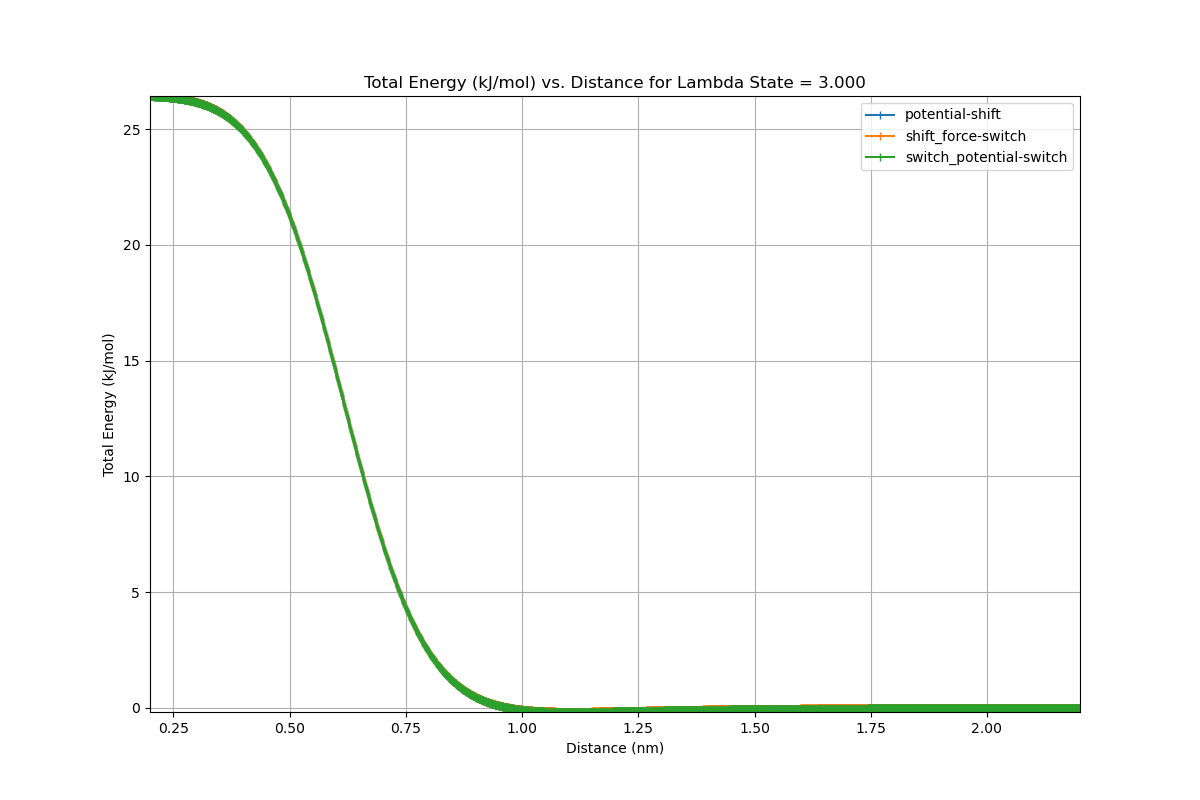 Total Energy (kJ/mol) vs. Distance for Lambda State = 3.000
potential-shift
shift_force-switch
switch_potential-switch
Total Energy (kJ/mol)
25
20
15
10
5
0
0.25 0.50 0.75 1.00 1.25 1.50 1.75 2.00
Distance (nm)